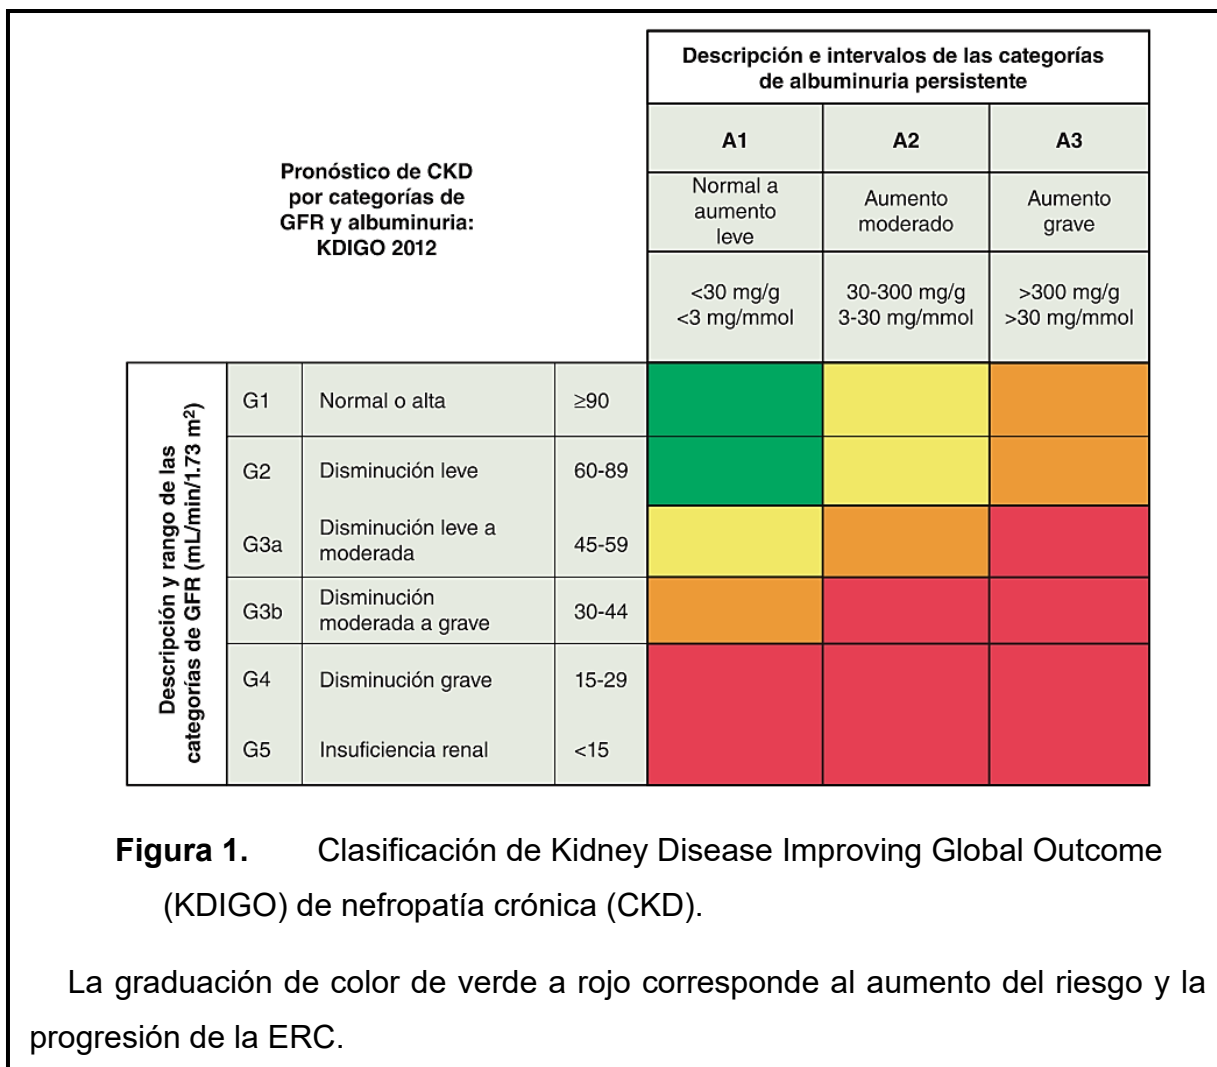 Descripción e intervalos de las categorías
de albuminuria persistente
Pronóstico de CKD
por categorías de
GFR y albuminuria:
KDIGO 2012
A1
A2
A3
Normal a
aumento
leve
Aumento
moderado
Aumento
grave
<30 mg/g
<3 mg/mmol
30-300 mg/g
3-30 mg/mmol
>300 mg/g
>30 mg/mmol
Descripción y rango de las
categorías de GFR (mL/min/1.73 m²)
G1
Normal o alta
≥90
G2
Disminución leve
60-89
G3a
Disminución leve a
moderada
45-59
G3b
Disminución
moderada a grave
30-44
G4
Disminución grave
15-29
G5
Insuficiencia renal
<15
Figura 1. Clasificación de Kidney Disease Improving Global Outcome
(KDIGO) de nefropatía crónica (CKD).
La graduación de color de verde a rojo corresponde al aumento del riesgo y la
progresión de la ERC.